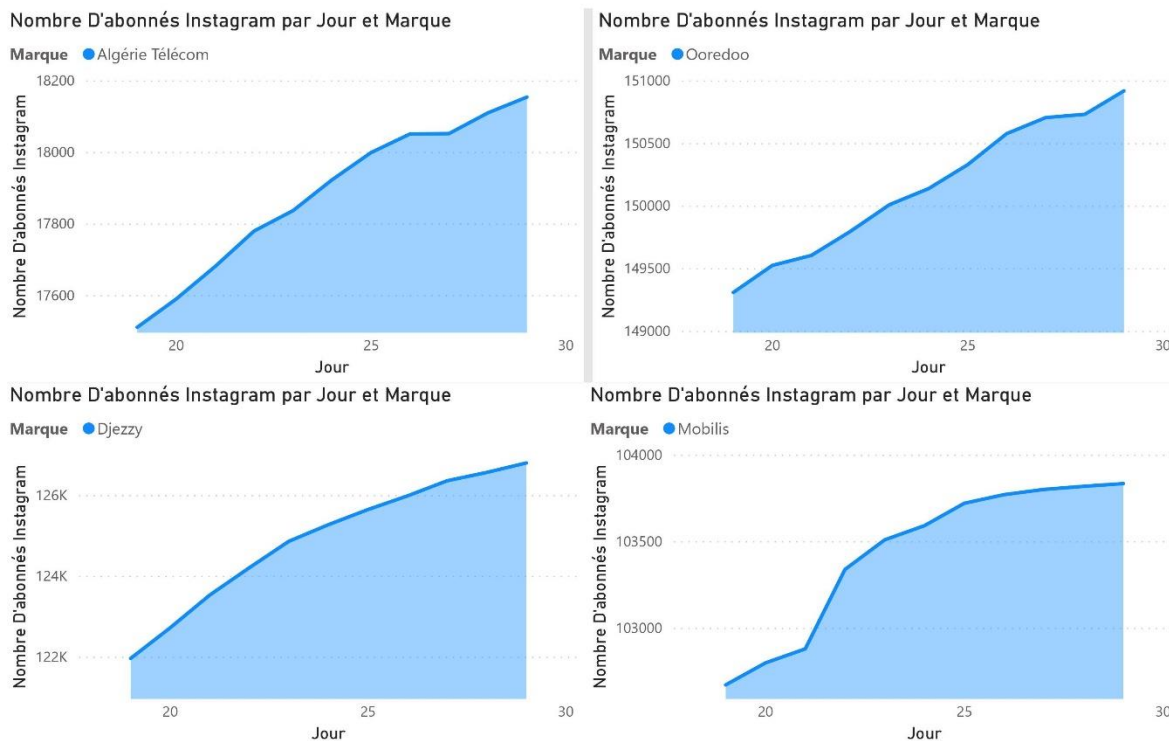 Nombre D'abonnés Instagram par Jour et Marque
Marque Algérie Télécom
Nombre D'abonnés Instagram
18200
18000
17800
17600
20 25 30
Jour
Nombre D'abonnés Instagram par Jour et Marque
Marque Ooredoo
Nombre D'abonnés Instagram
151000
150500
150000
149500
149000
20 25 30
Jour
Nombre D'abonnés Instagram par Jour et Marque
Marque Djezzy
Nombre D'abonnés Instagram
126K
124K
122K
20 25 30
Jour
Nombre D'abonnés Instagram par Jour et Marque
Marque Mobilis
Nombre D'abonnés Instagram
104000
103500
103000
20 25 30
Jour